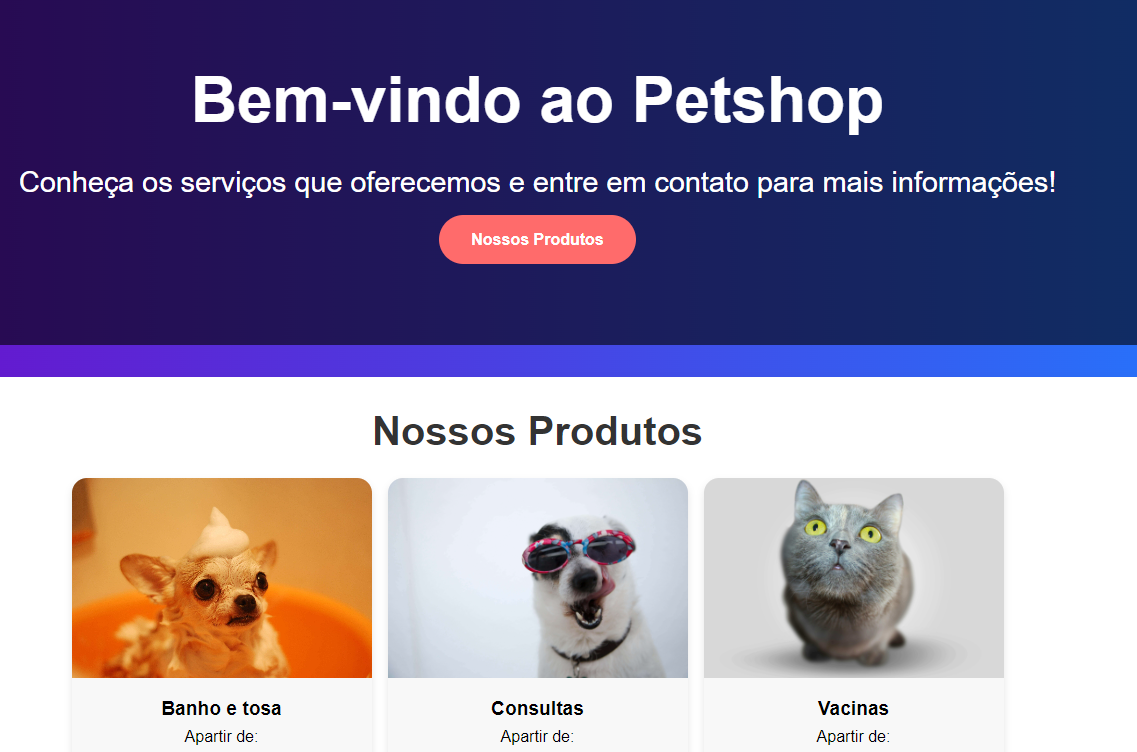 Bem-vindo ao Petshop
Conheça os serviços que oferecemos e entre em contato para mais informações!
Nossos Produtos
Nossos Produtos
Banho e tosa
Apartir de:
Consultas
Apartir de:
Vacinas
Apartir de: